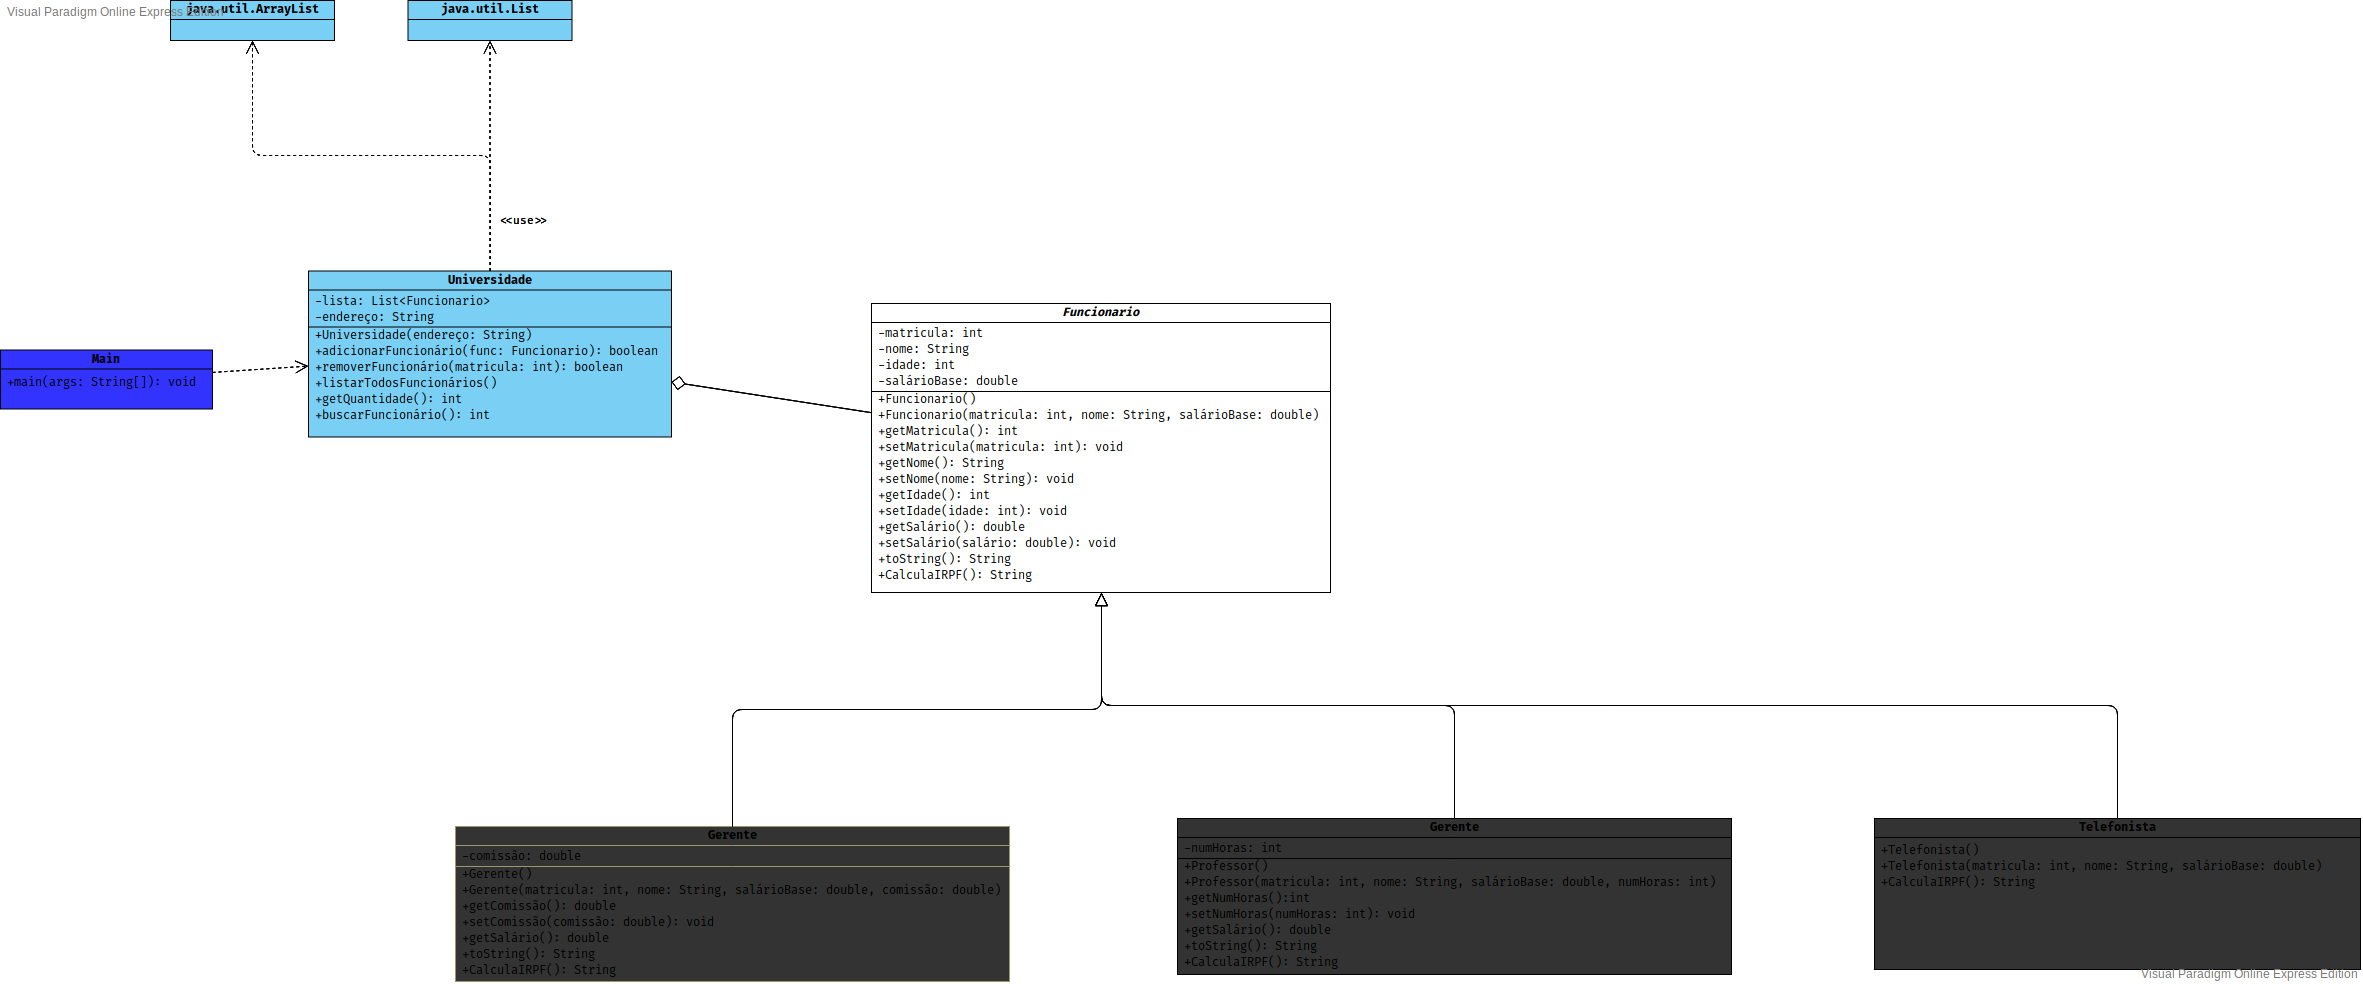 Visual Paradigm Online Express Edition
java.util.ArrayList
java.util.List
<<use>>
Universidade
-lista: List<Funcionario>
-endereço: String
+Universidade(endereço: String)
+adicionarFuncionário(func: Funcionario): boolean
+removerFuncionário(matricula: int): boolean
+listarTodosFuncionários()
+getQuantidade(): int
+buscarFuncionário(): int
Main
+main(args: String[]): void
Funcionario
-matricula: int
-nome: String
-idade: int
-salárioBase: double
+Funcionario()
+Funcionario(matricula: int, nome: String, salárioBase: double)
+getMatricula(): int
+setMatricula(matricula: int): void
+getNome(): String
+setNome(nome: String): void
+getIdade(): int
+setIdade(idade: int): void
+getSalário(): double
+setSalário(salário: double): void
+toString(): String
+CalculaIRPF(): String
Gerente
-comissão: double
+Gerente()
+Gerente(matricula: int, nome: String, salárioBase: double, comissão: double)
+getComissão(): double
+setComissão(comissão: double): void
+getSalário(): double
+toString(): String
+CalculaIRPF(): String
Gerente
-numHoras: int
+Professor()
+Professor(matricula: int, nome: String, salárioBase: double, numHoras: int)
+getNumHoras():int
+setNumHoras(numHoras: int): void
+getSalário(): double
+toString(): String
+CalculaIRPF(): String
Telefonista
+Telefonista()
+Telefonista(matricula: int, nome: String, salárioBase: double)
+CalculaIRPF(): String
Visual Paradigm Online Express Edition